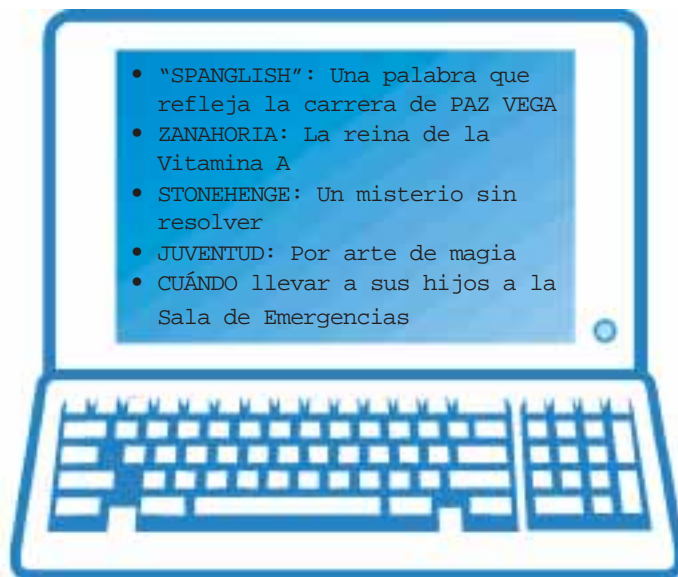 • “SPANGLISH”: Una palabra que
refleja la carrera de PAZ VEGA
• ZANAHORIA: La reina de la
Vitamina A
• STONEHENGE: Un misterio sin
resolver
• JUVENTUD: Por arte de magia
• CUÁNDO llevar a sus hijos a la
Sala de Emergencias